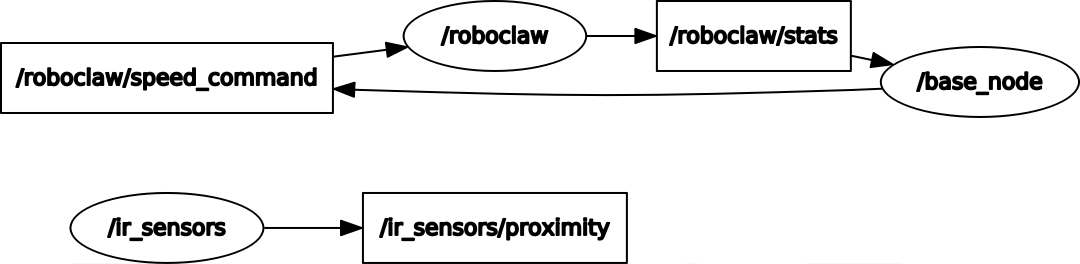 /roboclaw
/roboclaw/stats
/roboclaw/speed_command
/base_node
/ir_sensors
/ir_sensors/proximity